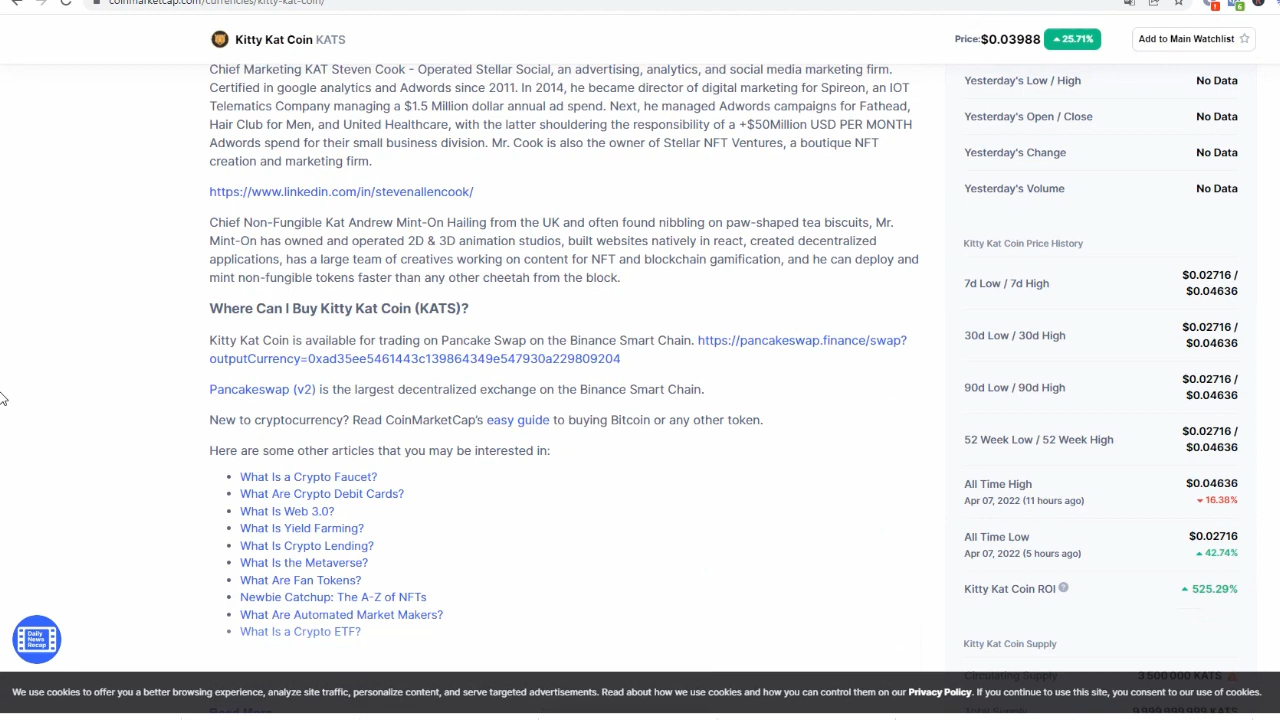 coinmarketcap.com/currencies/kitty-kat-coin/
Kitty Kat Coin KATS
Price: $0.03988 25.71%
Add to Main Watchlist
Chief Marketing KAT Steven Cook - Operated Stellar Social, an advertising, analytics, and social media marketing firm.
Certified in google analytics and Adwords since 2011. In 2014, he became director of digital marketing for Spireon, an IOT
Telematics Company managing a $1.5 Million dollar annual ad spend. Next, he managed Adwords campaigns for Fathead,
Hair Club for Men, and United Healthcare, with the latter shouldering the responsibility of a +$50Million USD PER MONTH
Adwords spend for their small business division. Mr. Cook is also the owner of Stellar NFT Ventures, a boutique NFT
creation and marketing firm.
https://www.linkedin.com/in/stevenallencook/
Chief Non-Fungible Kat Andrew Mint-On Hailing from the UK and often found nibbling on paw-shaped tea biscuits, Mr.
Mint-On has owned and operated 2D & 3D animation studios, built websites natively in react, created decentralized
applications, has a large team of creatives working on content for NFT and blockchain gamification, and he can deploy and
mint non-fungible tokens faster than any other cheetah from the block.
Where Can I Buy Kitty Kat Coin (KATS)?
Kitty Kat Coin is available for trading on Pancake Swap on the Binance Smart Chain. https://pancakeswap.finance/swap?
outputCurrency=0xad35ee5461443c139864349e547930a229809204
Pancakeswap (v2) is the largest decentralized exchange on the Binance Smart Chain.
New to cryptocurrency? Read CoinMarketCap's easy guide to buying Bitcoin or any other token.
Here are some other articles that you may be interested in:
What Is a Crypto Faucet?
What Are Crypto Debit Cards?
What Is Web 3.0?
What Is Yield Farming?
What Is Crypto Lending?
What Is the Metaverse?
What Are Fan Tokens?
Newbie Catchup: The A-Z of NFTs
What Are Automated Market Makers?
What Is a Crypto ETF?
Yesterday's Low / High No Data
Yesterday's Open / Close No Data
Yesterday's Change No Data
Yesterday's Volume No Data
Kitty Kat Coin Price History
7d Low / 7d High $0.02716 /
$0.04636
30d Low / 30d High $0.02716 /
$0.04636
90d Low / 90d High $0.02716 /
$0.04636
52 Week Low / 52 Week High $0.02716 /
$0.04636
All Time High $0.04636
Apr 07, 2022 (11 hours ago) 16.38%
All Time Low $0.02716
Apr 07, 2022 (5 hours ago) 42.74%
Kitty Kat Coin ROI 525.29%
Kitty Kat Coin Supply
Circulating Supply 3 500 000 KATS
Daily
News
Recap
We use cookies to offer you a better browsing experience, analyze site traffic, personalize content, and serve targeted advertisements. Read about how we use cookies and how you can control them on our Privacy Policy. If you continue to use this site, you consent to our use of cookies.